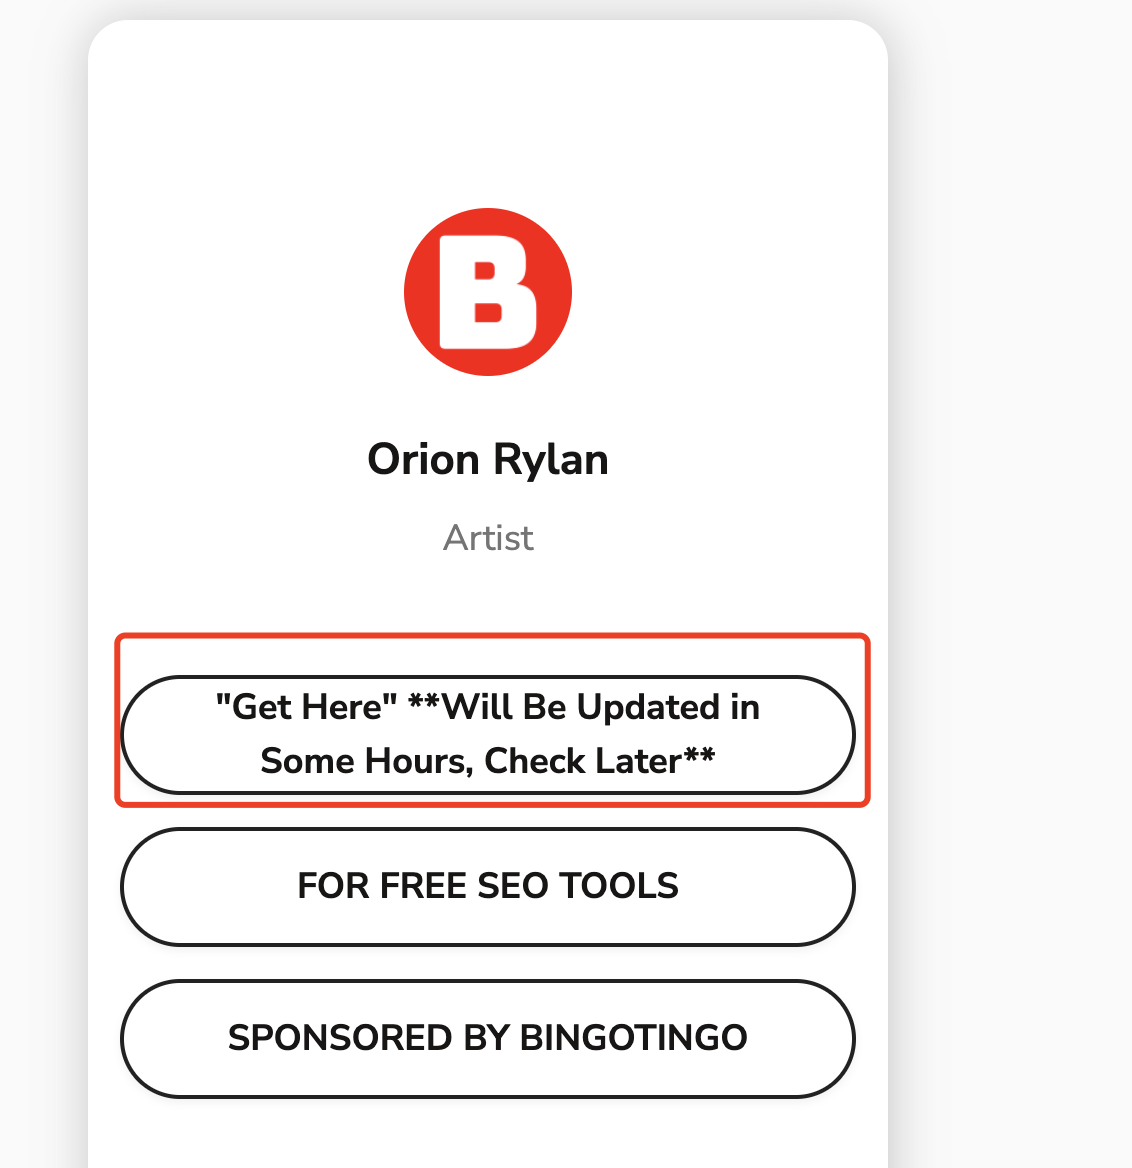 B
Orion Rylan
Artist
"Get Here" **Will Be Updated in
Some Hours, Check Later**
FOR FREE SEO TOOLS
SPONSORED BY BINGOTINGO